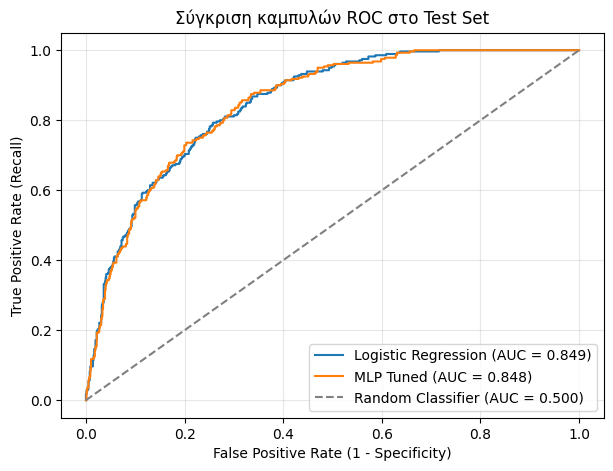 Σύγκριση καμπυλών ROC στο Test Set
True Positive Rate (Recall)
1.0
0.8
0.6
0.4
0.2
0.0
0.0 0.2 0.4 0.6 0.8 1.0
False Positive Rate (1 - Specificity)
Logistic Regression (AUC = 0.849)
MLP Tuned (AUC = 0.848)
Random Classifier (AUC = 0.500)